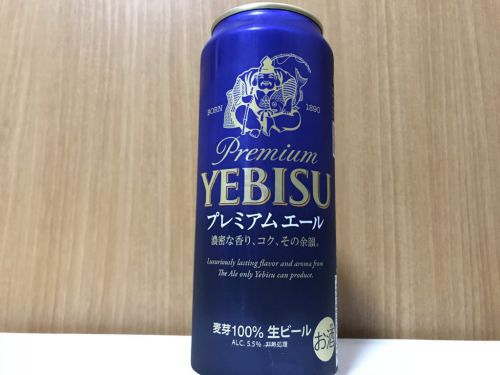 BORN 1890
Premium
YEBISU
プレミアムエール
濃密な香り、コク、その余韻。
Luxuriously lasting flavor and aroma from
The Ale only Yebisu can produce.
麦芽100% 生ビール
ALC. 5.5% 非熱処理
お酒